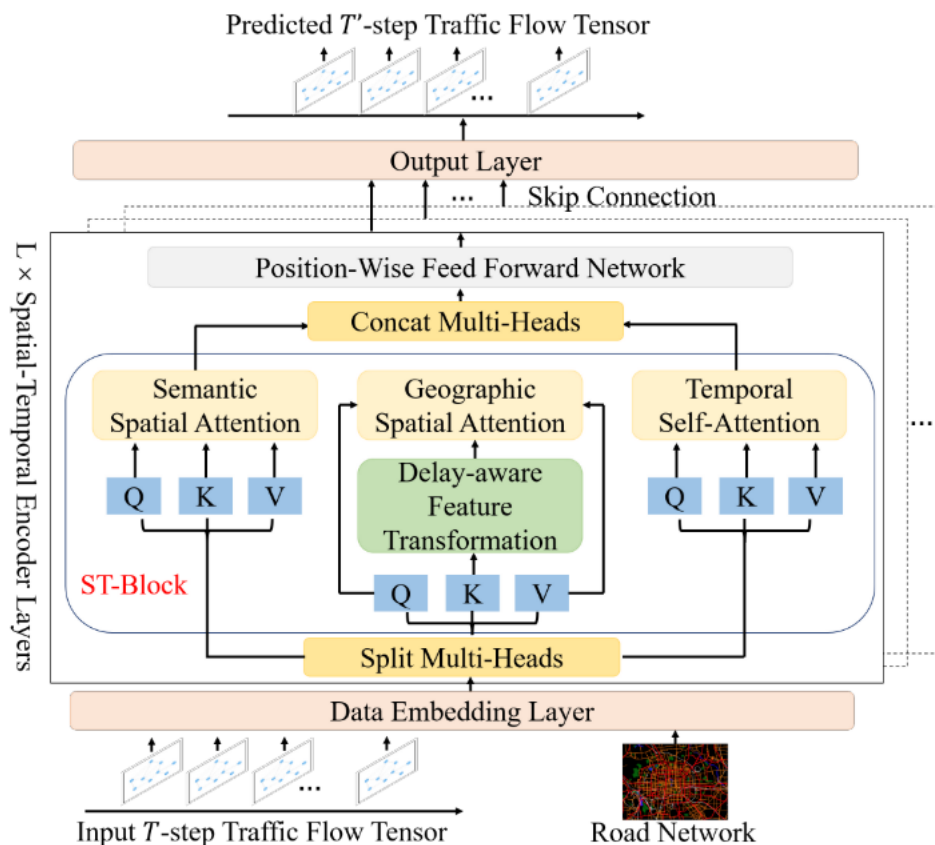 Predicted T'-step Traffic Flow Tensor
...
Output Layer
...
Skip Connection
L × Spatial-Temporal Encoder Layers
Position-Wise Feed Forward Network
Concat Multi-Heads
Semantic
Spatial Attention
Geographic
Spatial Attention
Temporal
Self-Attention
...
Q K V
Delay-aware
Feature
Transformation
Q K V
ST-Block
Q K V
Split Multi-Heads
Data Embedding Layer
...
Input T-step Traffic Flow Tensor
Road Network